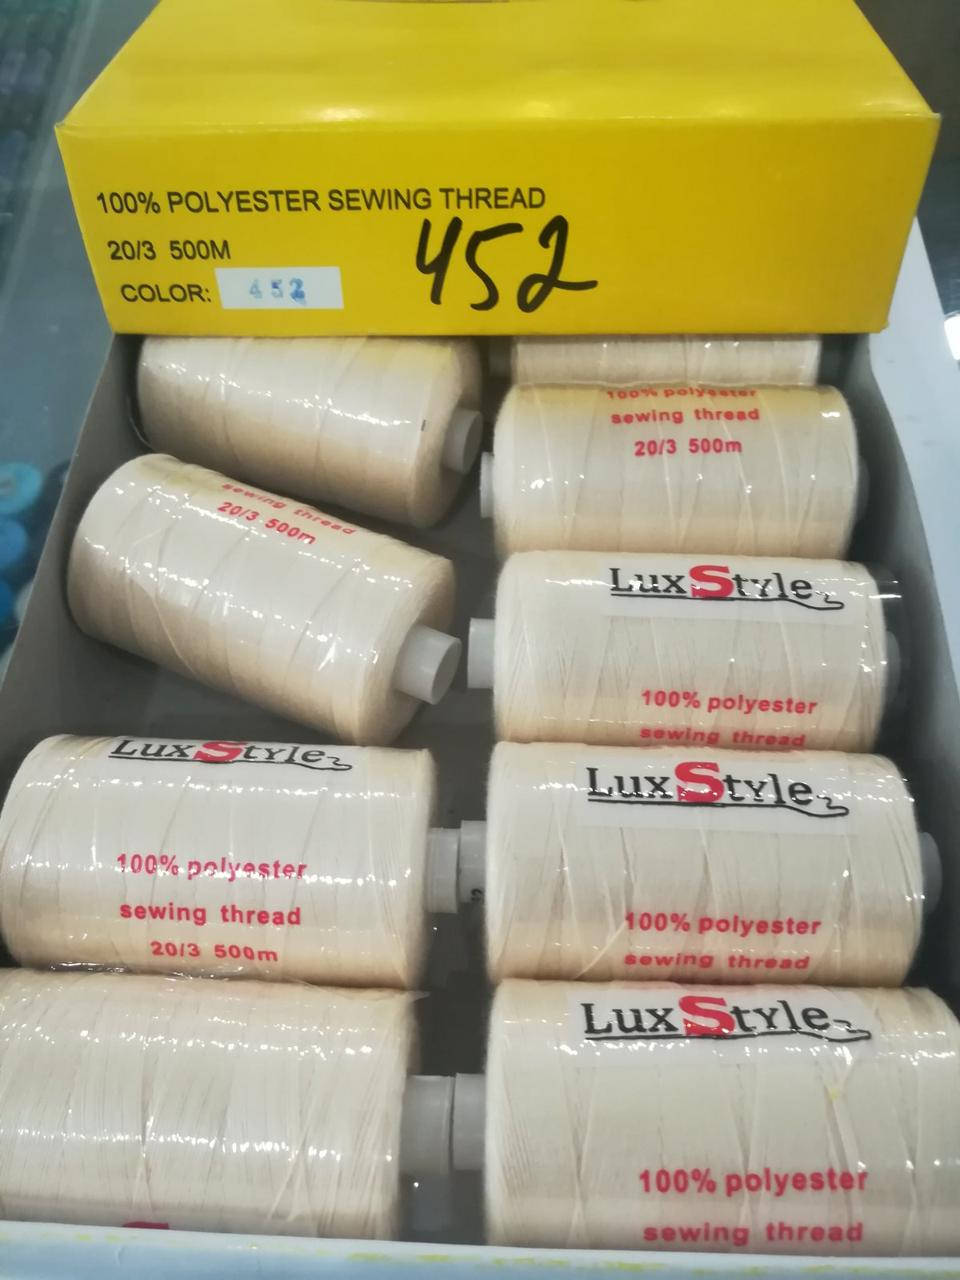 100% POLYESTER SEWING THREAD
20/3 500M
COLOR: 452
452
100% polyester
sewing thread
20/3 500m
sewing thread
20/3 500m
LuxStyle
100% polyester
sewing thread
LuxStyle
100% polyester
sewing thread
20/3 500m
LuxStyle
100% polyester
sewing thread
LuxStyle
100% polyester
sewing thread